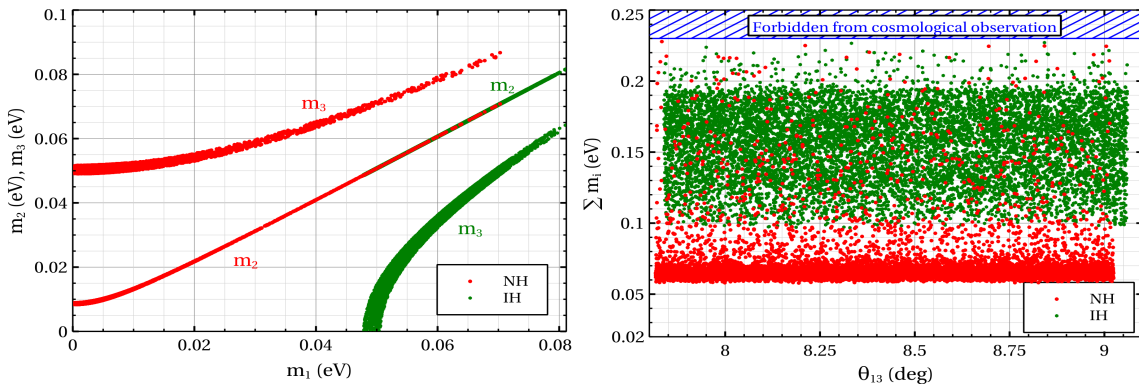 0.1
0.08
0.06
0.04
0.02
0
m₂ (eV), m₃ (eV)
m₃
m₂
m₂
m₃
NH
IH
0
0.02
0.04
0.06
0.08
m₁ (eV)
0.25
0.2
0.15
0.1
0.05
0.02
∑ mᵢ (eV)
Forbidden from cosmological observation
NH
IH
8
8.25
8.5
8.75
9
θ₁₃ (deg)